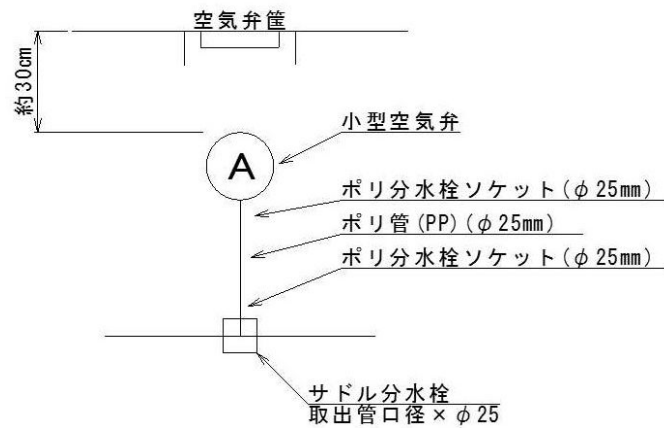 空気弁筐
約30cm
小型空気弁
A
ポリ分水栓ソケット(φ25mm)
ポリ管(PP)(φ25mm)
ポリ分水栓ソケット(φ25mm)
サドル分水栓
取出管口径×φ25